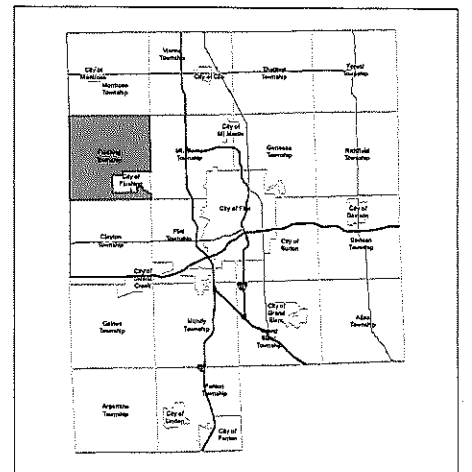 Vienna
Township
City of
Montrose
Montrose
Township
City of Clio
Thetford
Township
Forest
Township
Flushing
Township
City of
Flushing
Mt. Morris
Township
City of
Mt Morris
Genesee
Township
Richfield
Township
Clayton
Township
Flint
Township
City of Flint
City of
Burton
City of
Davison
Davison
Township
City of
Swartz
Creek
Gaines
Township
Mundy
Township
City of
Grand
Blanc
Grand
Blanc
Township
Atlas
Township
Argentine
Township
Fenton
Township
City of
Linden
City of
Fenton